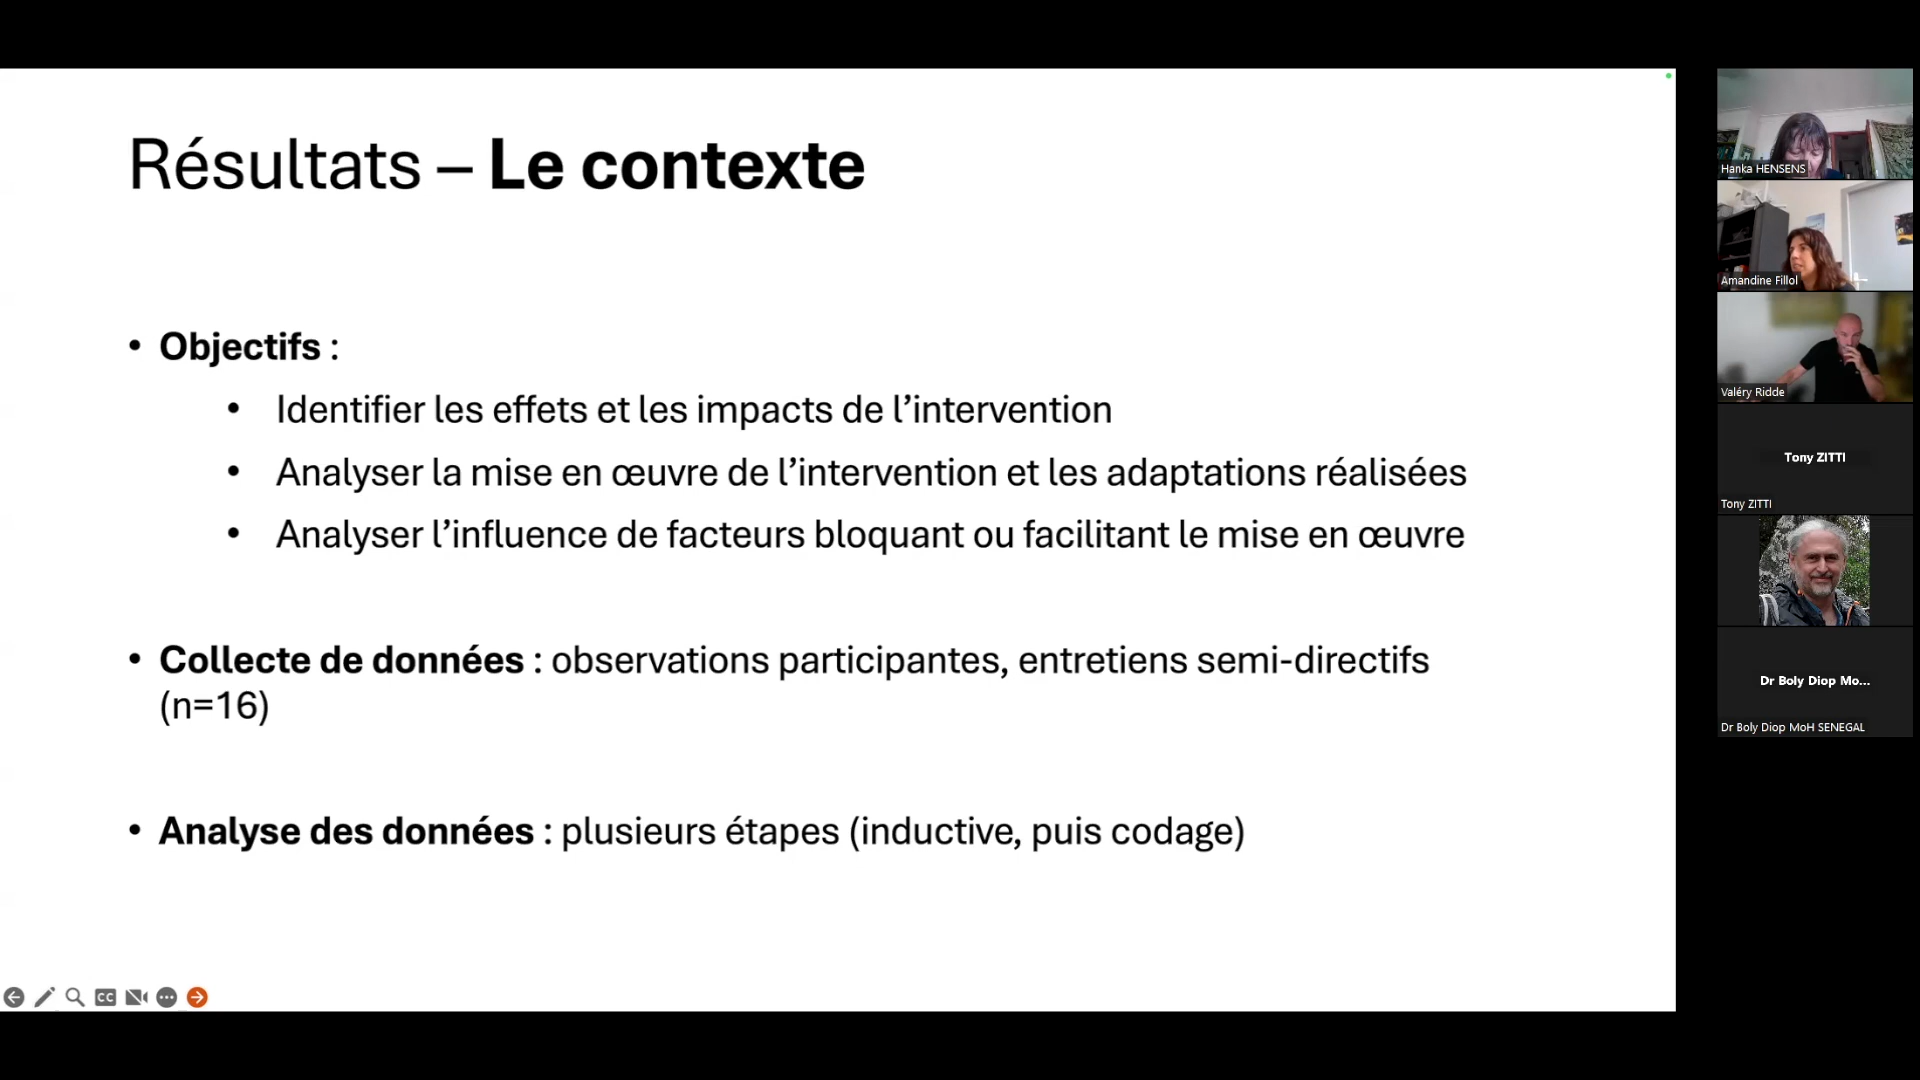 Résultats – Le contexte
• Objectifs :
• Identifier les effets et les impacts de l’intervention
• Analyser la mise en œuvre de l’intervention et les adaptations réalisées
• Analyser l’influence de facteurs bloquant ou facilitant le mise en œuvre
• Collecte de données : observations participantes, entretiens semi-directifs
(n=16)
• Analyse des données : plusieurs étapes (inductive, puis codage)
CC
Hanka HENSENS
Amandine Fillol
Valéry Ridde
Tony ZITTI
Tony ZITTI
Dr Boly Diop Mo...
Dr Boly Diop MoH SENEGAL